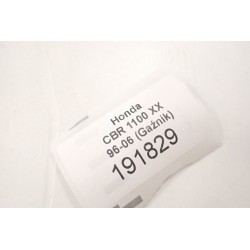 Honda
CBR 1100 XX
96-06 (Gaźnik)
191829